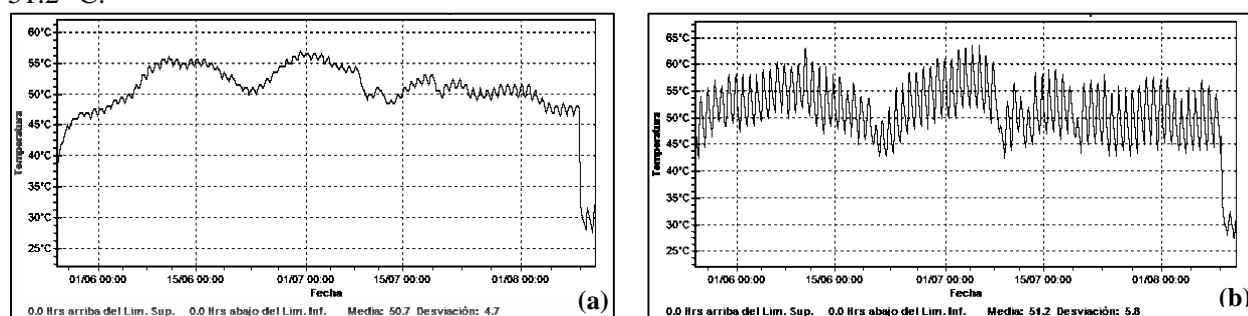 51.2 °C.
60°C
55°C
50°C
45°C
40°C
35°C
30°C
25°C
Temperatura
01/06 00:00 15/06 00:00 01/07 00:00 15/07 00:00 01/08 00:00
Fecha
0.0 Hrs arriba del Lim. Sup. 0.0 Hrs abajo del Lim. Inf. Media: 50.7 Desviación: 4.7
(a)
65°C
60°C
55°C
50°C
45°C
40°C
35°C
30°C
25°C
Temperatura
01/06 00:00 15/06 00:00 01/07 00:00 15/07 00:00 01/08 00:00
Fecha
0.0 Hrs arriba del Lim. Sup. 0.0 Hrs abajo del Lim. Inf. Media: 51.2 Desviación: 5.8
(b)